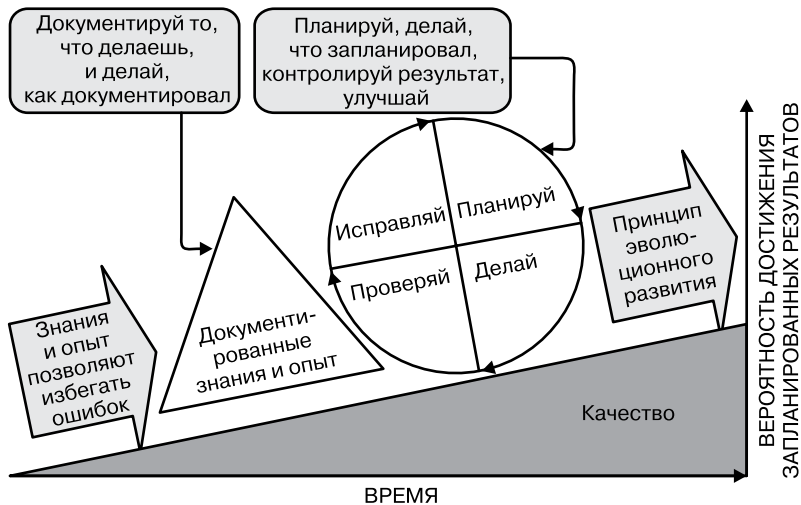 Документируй то,
что делаешь,
и делай,
как документировал
Планируй, делай,
что запланировал,
контролируй результат,
улучшай
Исправляй
Планируй
Проверяй
Делай
Знания
и опыт
позволяют
избегать
ошибок
Документи-
рованные
знания и опыт
Принцип
эволю-
ционного
развития
Качество
ВРЕМЯ
ВЕРОЯТНОСТЬ ДОСТИЖЕНИЯ
ЗАПЛАНИРОВАННЫХ РЕЗУЛЬТАТОВ